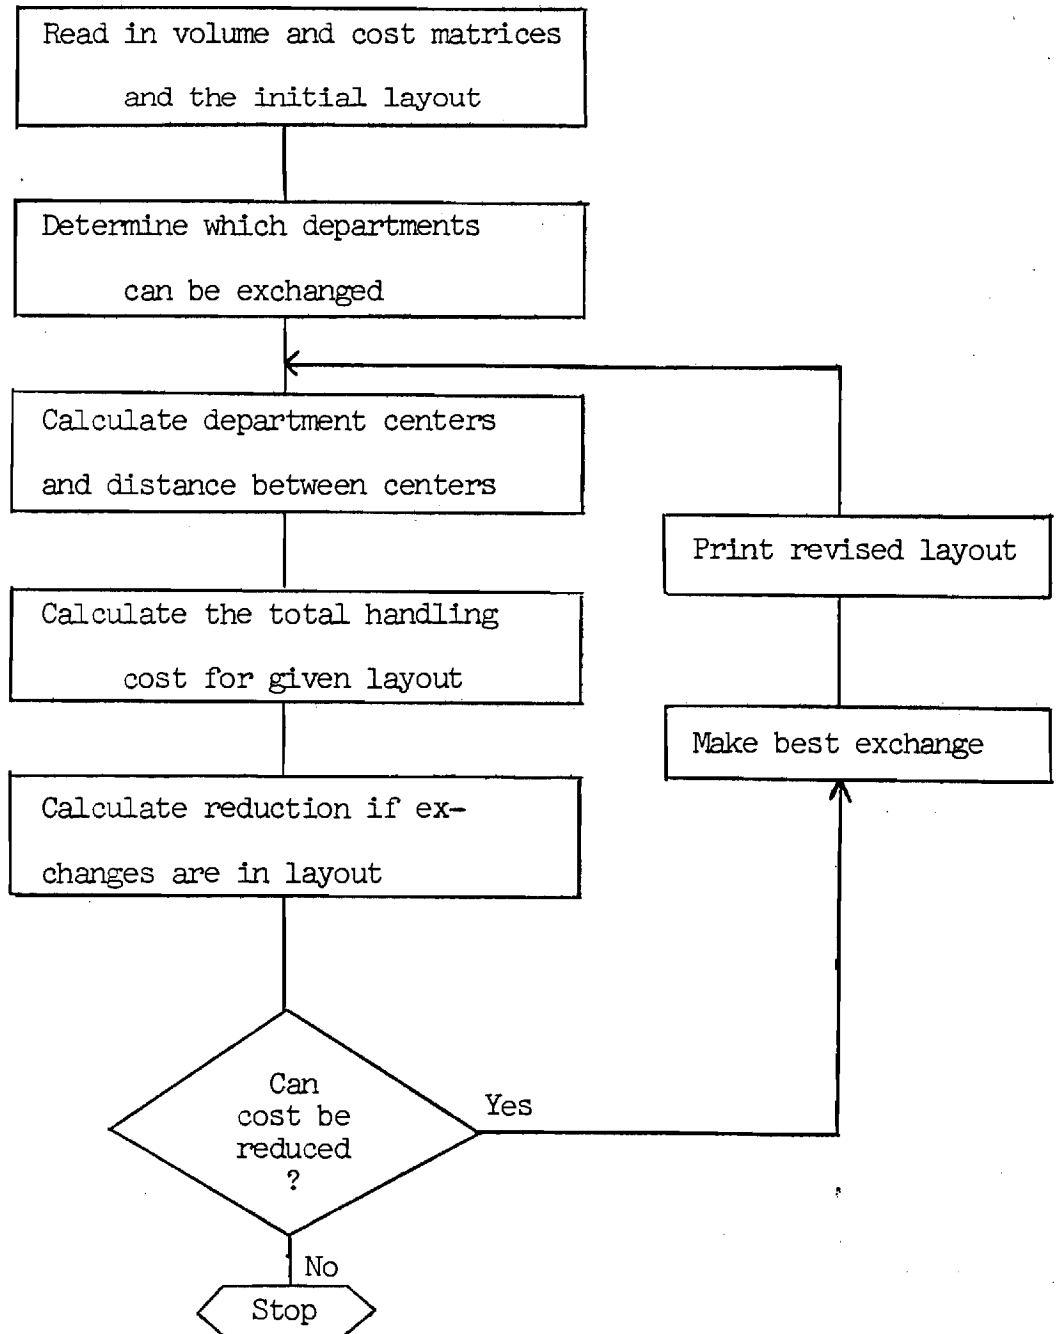 Read in volume and cost matrices
and the initial layout
Determine which departments
can be exchanged
Calculate department centers
and distance between centers
Calculate the total handling
cost for given layout
Calculate reduction if ex-
changes are in layout
Can
cost be
reduced
?
Yes
No
Stop
Make best exchange
Print revised layout